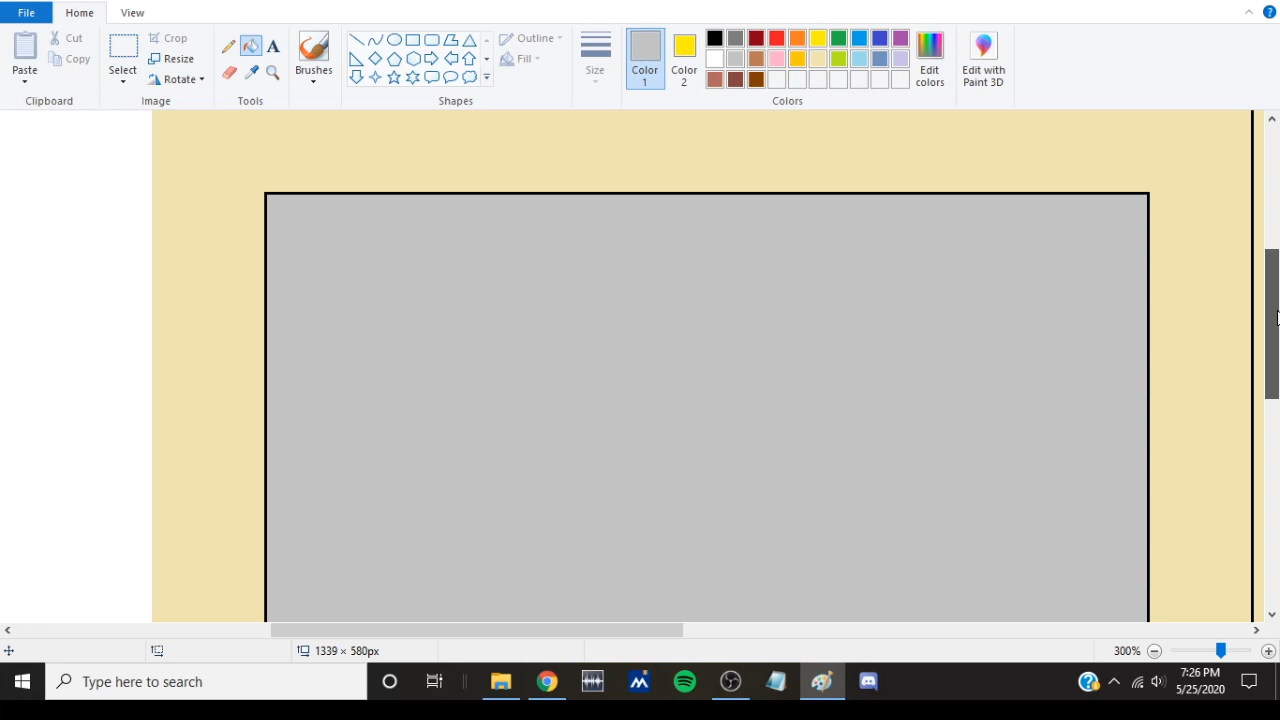 File Home View
Paste Cut Copy Clipboard
Select Crop Resize Rotate Image
A Tools
Brushes
Outline Fill Shapes
Size
Color 1 Color 2 Edit colors Colors
Edit with Paint 3D
1339 × 580px 300%
Type here to search
7:26 PM
5/25/2020